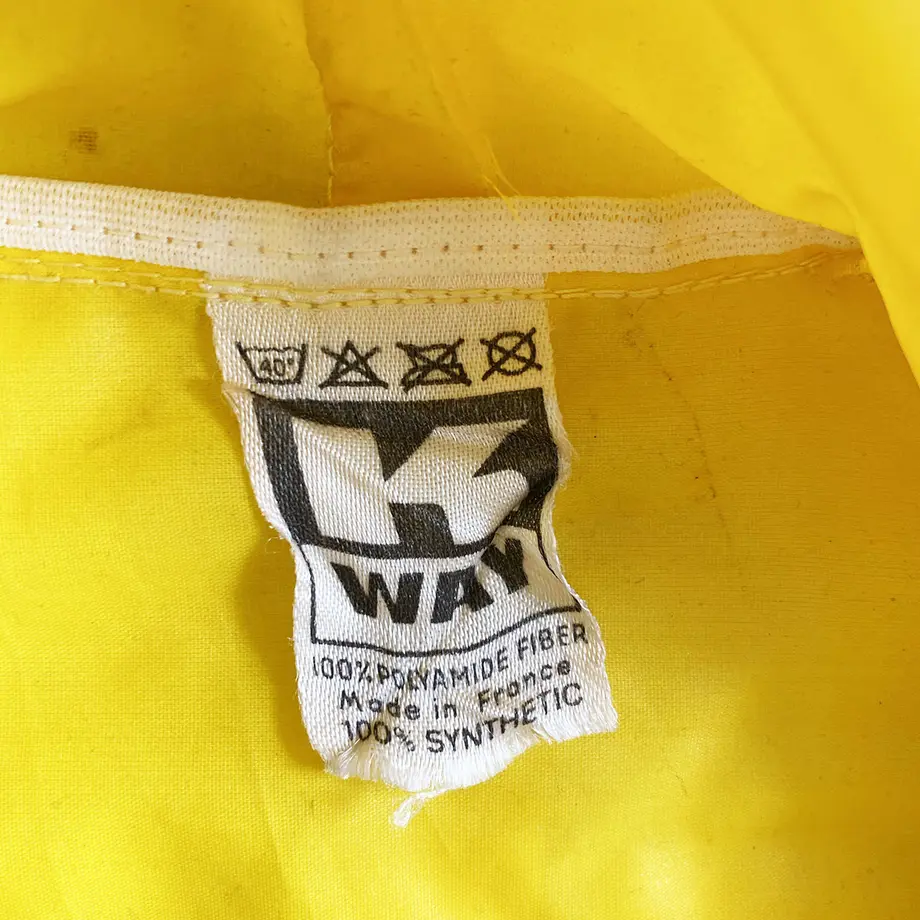 40°
K
WAY
100% POLYAMIDE FIBER
Made in France
100% SYNTHETIC